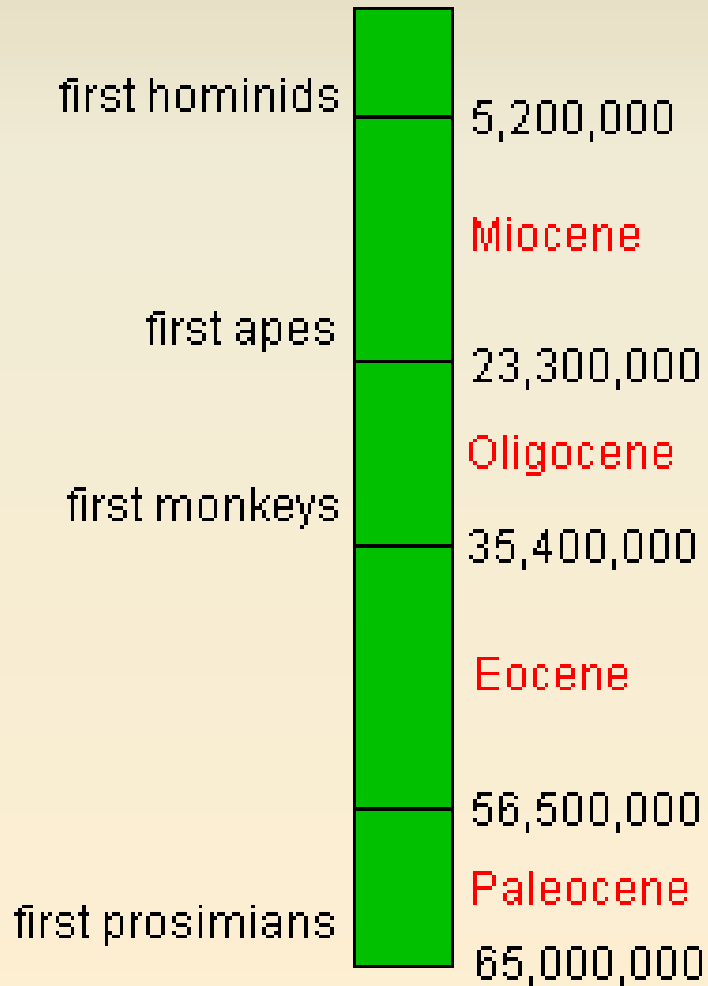 first hominids
5,200,000
Miocene
first apes
23,300,000
Oligocene
first monkeys
35,400,000
Eocene
56,500,000
Paleocene
first prosimians
65,000,000